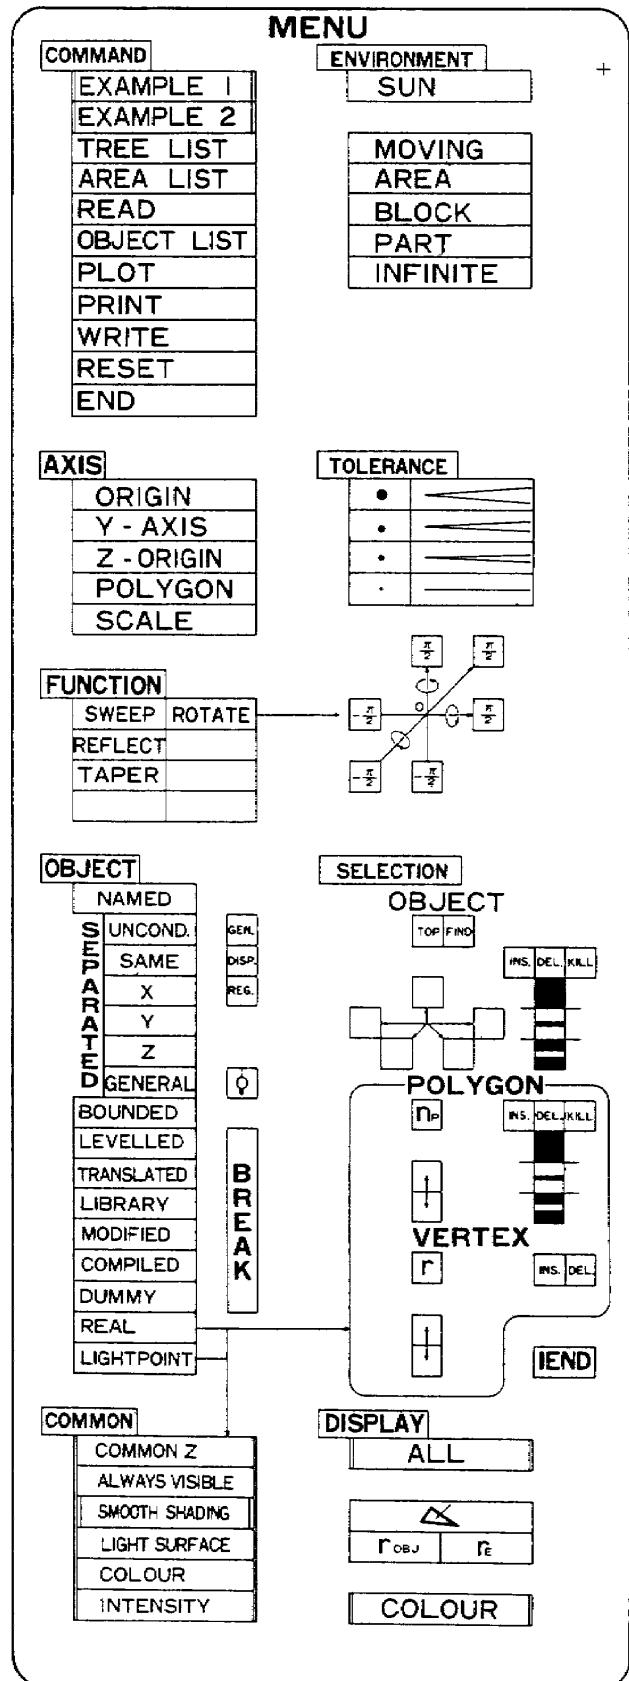 MENU
COMMAND
EXAMPLE 1
EXAMPLE 2
TREE LIST
AREA LIST
READ
OBJECT LIST
PLOT
PRINT
WRITE
RESET
END
ENVIRONMENT
SUN
MOVING
AREA
BLOCK
PART
INFINITE
AXIS
ORIGIN
Y - AXIS
Z - ORIGIN
POLYGON
SCALE
TOLERANCE
FUNCTION
SWEEP ROTATE
REFLECT
TAPER
π/2 π/2
O
-π/2 π/2
-π/2 -π/2
OBJECT
NAMED
SEPARATED
UNCOND.
SAME
X
Y
Z
GENERAL
BOUNDED
LEVELLED
TRANSLATED
LIBRARY
MODIFIED
COMPILED
DUMMY
REAL
LIGHTPOINT
GEN.
DISP.
REG.
BREAK
SELECTION
OBJECT
TOP FIND
INS. DEL. KILL
POLYGON
nP
INS. DEL. KILL
VERTEX
r
INS. DEL.
IEND
COMMON
COMMON Z
ALWAYS VISIBLE
SMOOTH SHADING
LIGHT SURFACE
COLOUR
INTENSITY
DISPLAY
ALL
rOBJ rE
COLOUR